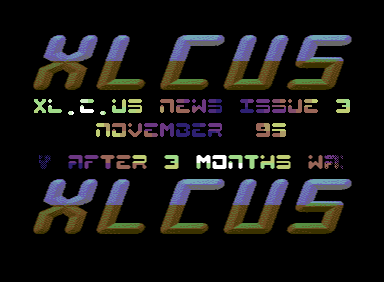 XLCUS
XL.C.US NEWS ISSUE 3
NOVEMBER 95
AFTER 3 MONTHS
XLCUS